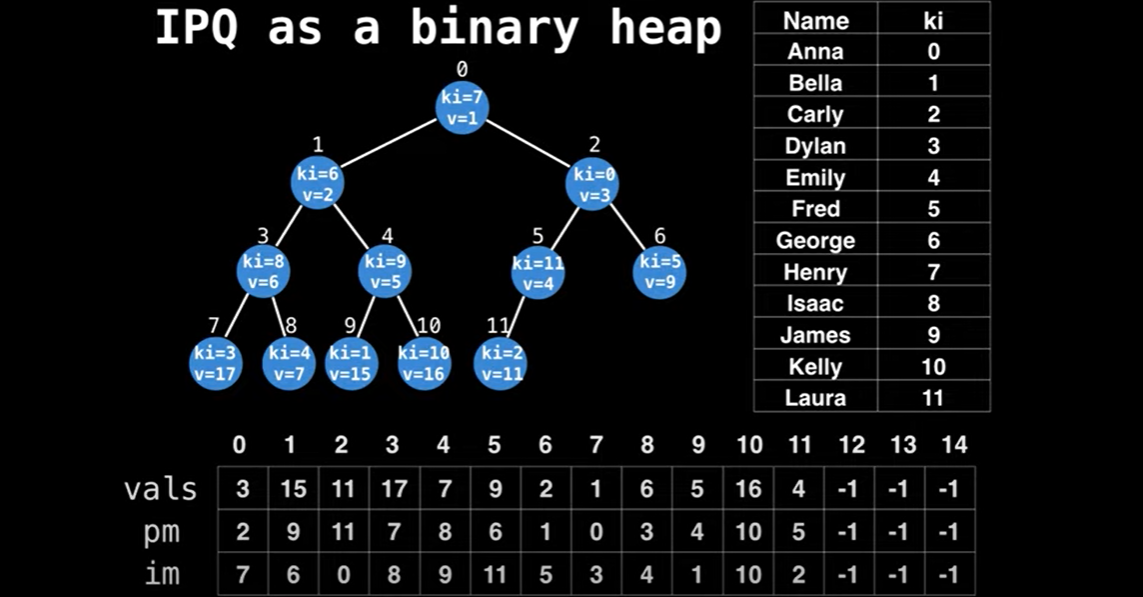 IPQ as a binary heap
0
ki=7
v=1
1
2
ki=6
v=2
ki=0
v=3
3
4
5
6
ki=8
v=6
ki=9
v=5
ki=11
v=4
ki=5
v=9
7
8
9
10
11
ki=3
v=17
ki=4
v=7
ki=1
v=15
ki=10
v=16
ki=2
v=11
Name ki
Anna 0
Bella 1
Carly 2
Dylan 3
Emily 4
Fred 5
George 6
Henry 7
Isaac 8
James 9
Kelly 10
Laura 11
0 1 2 3 4 5 6 7 8 9 10 11 12 13 14
vals 3 15 11 17 7 9 2 1 6 5 16 4 -1 -1 -1
pm 2 9 11 7 8 6 1 0 3 4 10 5 -1 -1 -1
im 7 6 0 8 9 11 5 3 4 1 10 2 -1 -1 -1